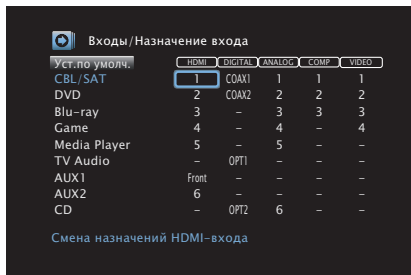 Входы/Назначение входа
Уст.по умолч. HDMI DIGITAL ANALOG COMP VIDEO
CBL/SAT 1 COAX1 1 1 1
DVD 2 COAX2 2 2 2
Blu-ray 3 – 3 3 3
Game 4 – 4 – 4
Media Player 5 – 5 – –
TV Audio – OPT1 – – –
AUX1 Front – – – –
AUX2 6 – – – –
CD – OPT2 6 – –
Смена назначений HDMI-входа